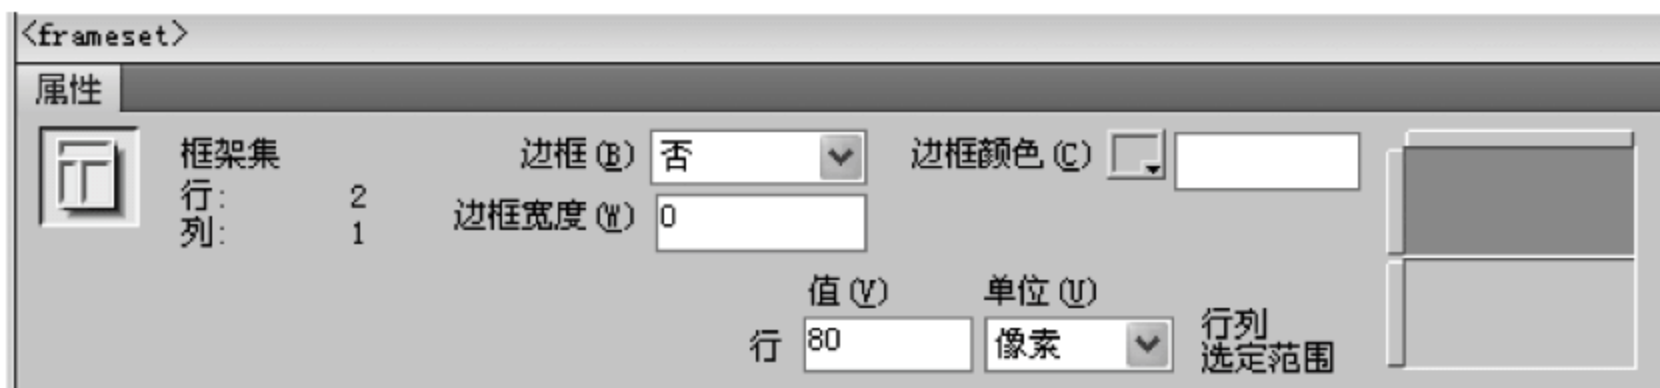 <frameset>
属性
框架集
行: 2
列: 1
边框(B) 否
边框宽度(W) 0
边框颜色(C)
值(V) 单位(U)
行 80 像素
行列
选定范围